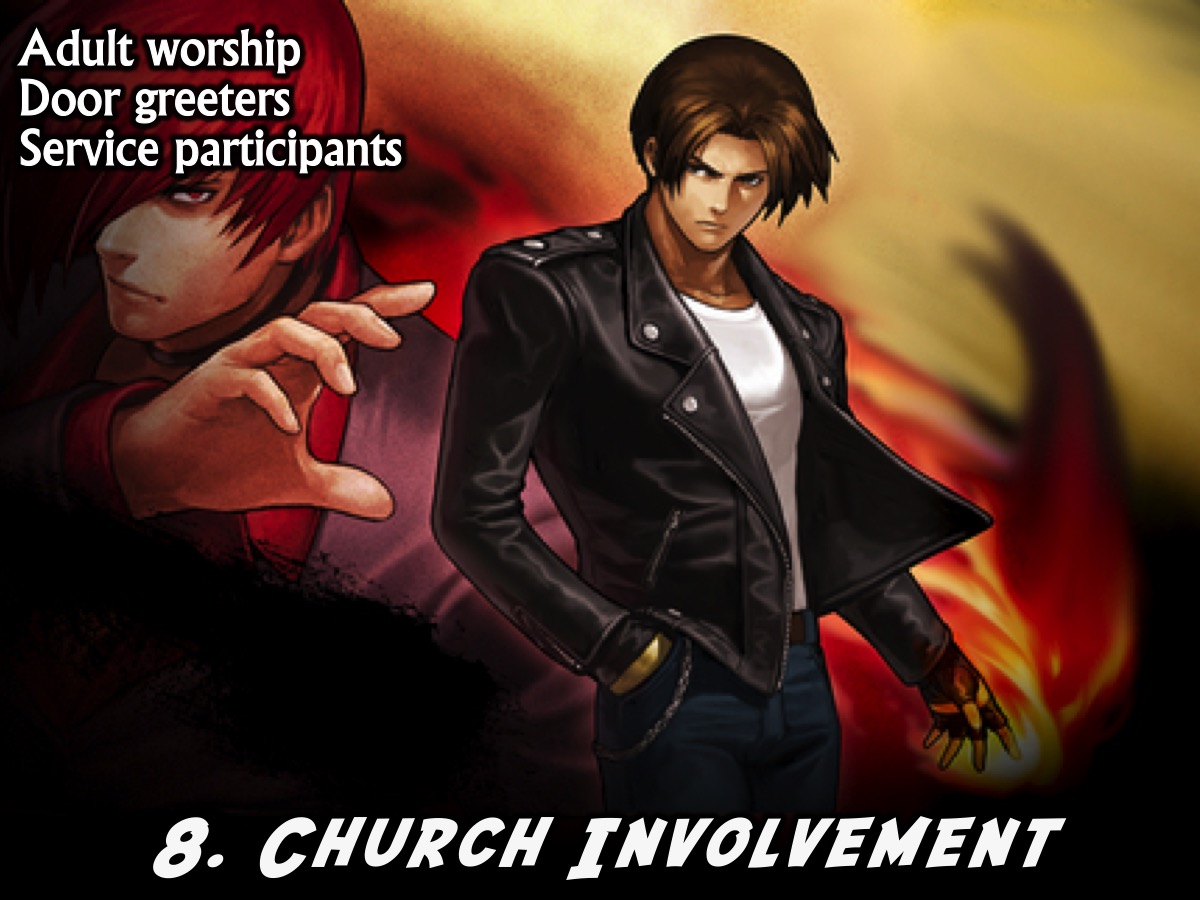 Adult worship
Door greeters
Service participants
8. Church Involvement